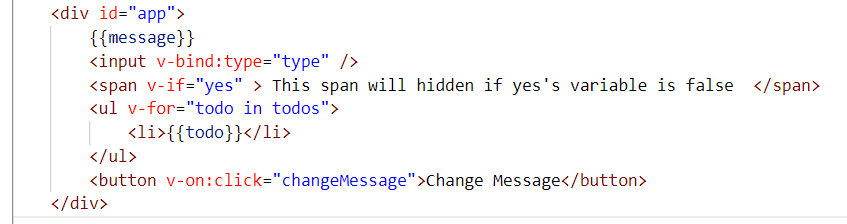 <div id="app">
{{message}}
<input v-bind:type="type" />
<span v-if="yes" > This span will hidden if yes's variable is false  </span>
<ul v-for="todo in todos">
<li>{{todo}}</li>
</ul>
<button v-on:click="changeMessage">Change Message</button>
</div>